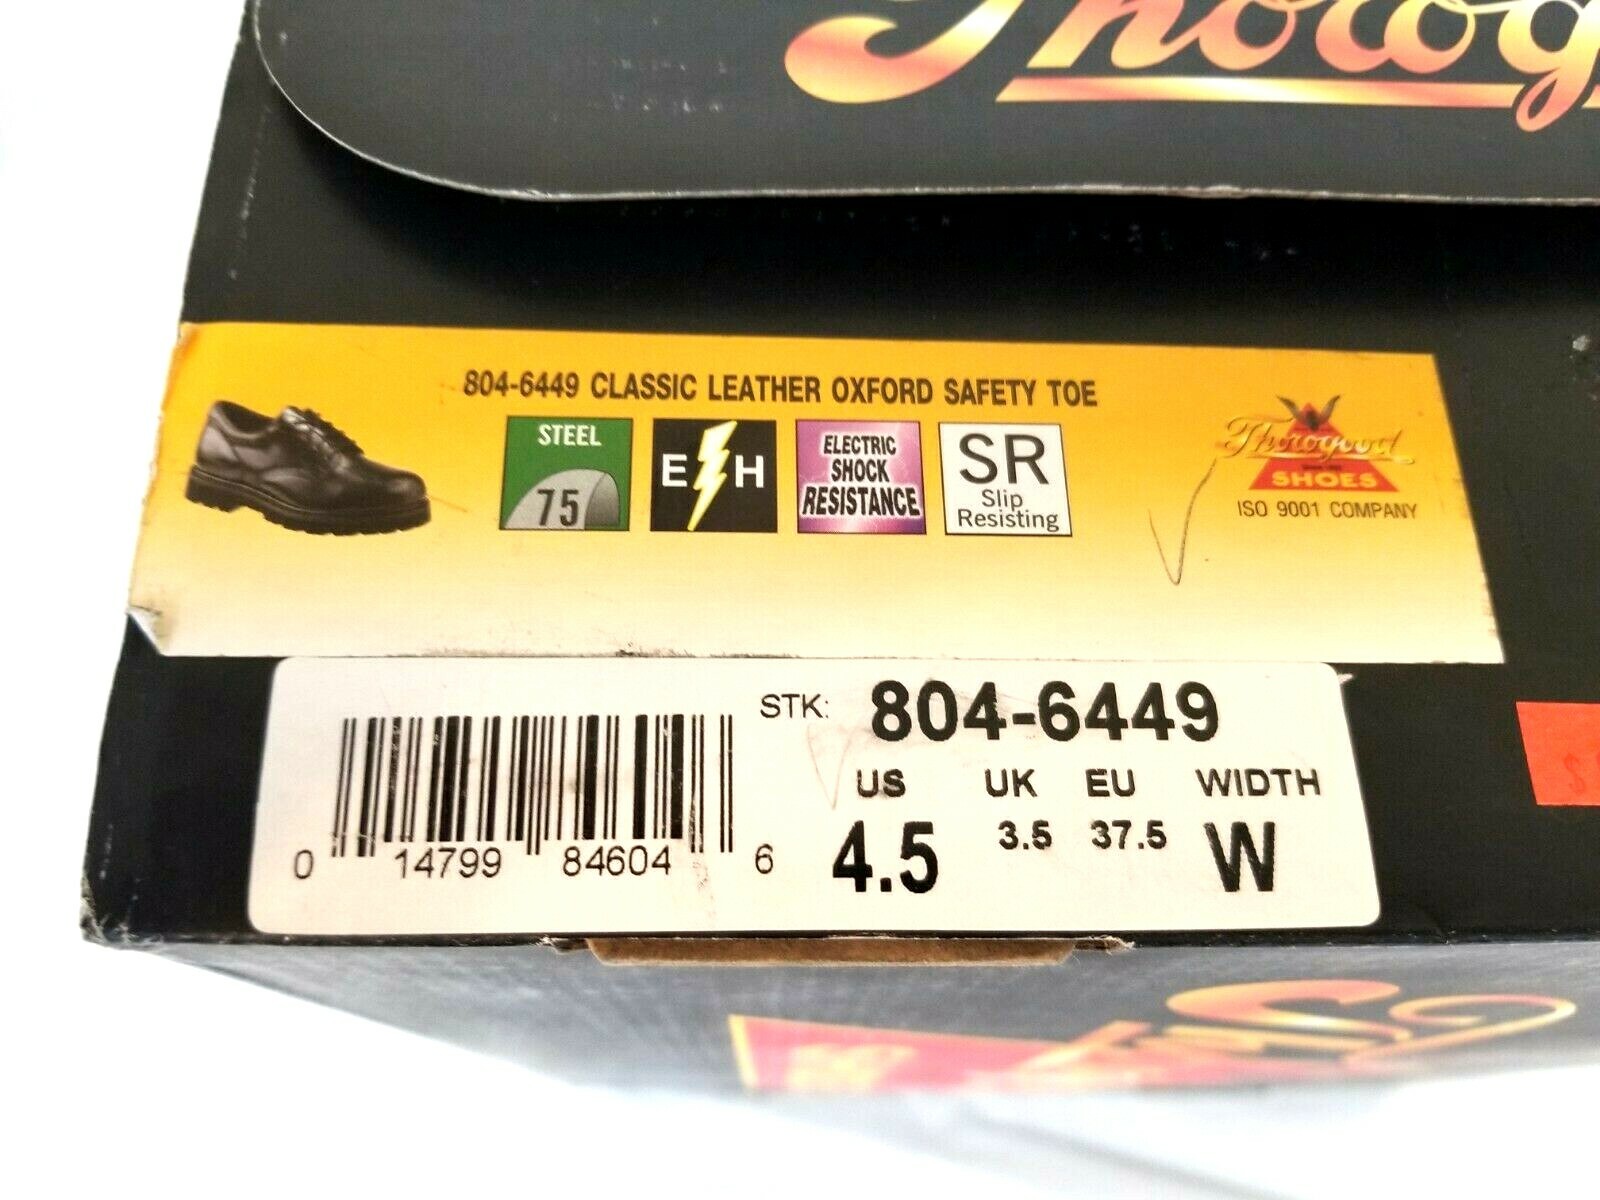 Thorog
804-6449 CLASSIC LEATHER OXFORD SAFETY TOE
STEEL
75
EH
ELECTRIC
SHOCK
RESISTANCE
SR
Slip
Resisting
Thorogood
SHOES
ISO 9001 COMPANY
STK: 804-6449
US UK EU WIDTH
4.5 3.5 37.5 W
0 14799 84604 6
$